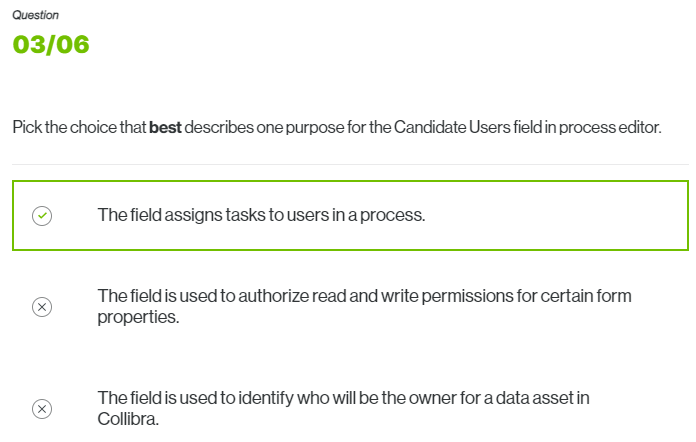 Question
03/06
Pick the choice that best describes one purpose for the Candidate Users field in process editor.
The field assigns tasks to users in a process.
The field is used to authorize read and write permissions for certain form
properties.
The field is used to identify who will be the owner for a data asset in
Collibra.